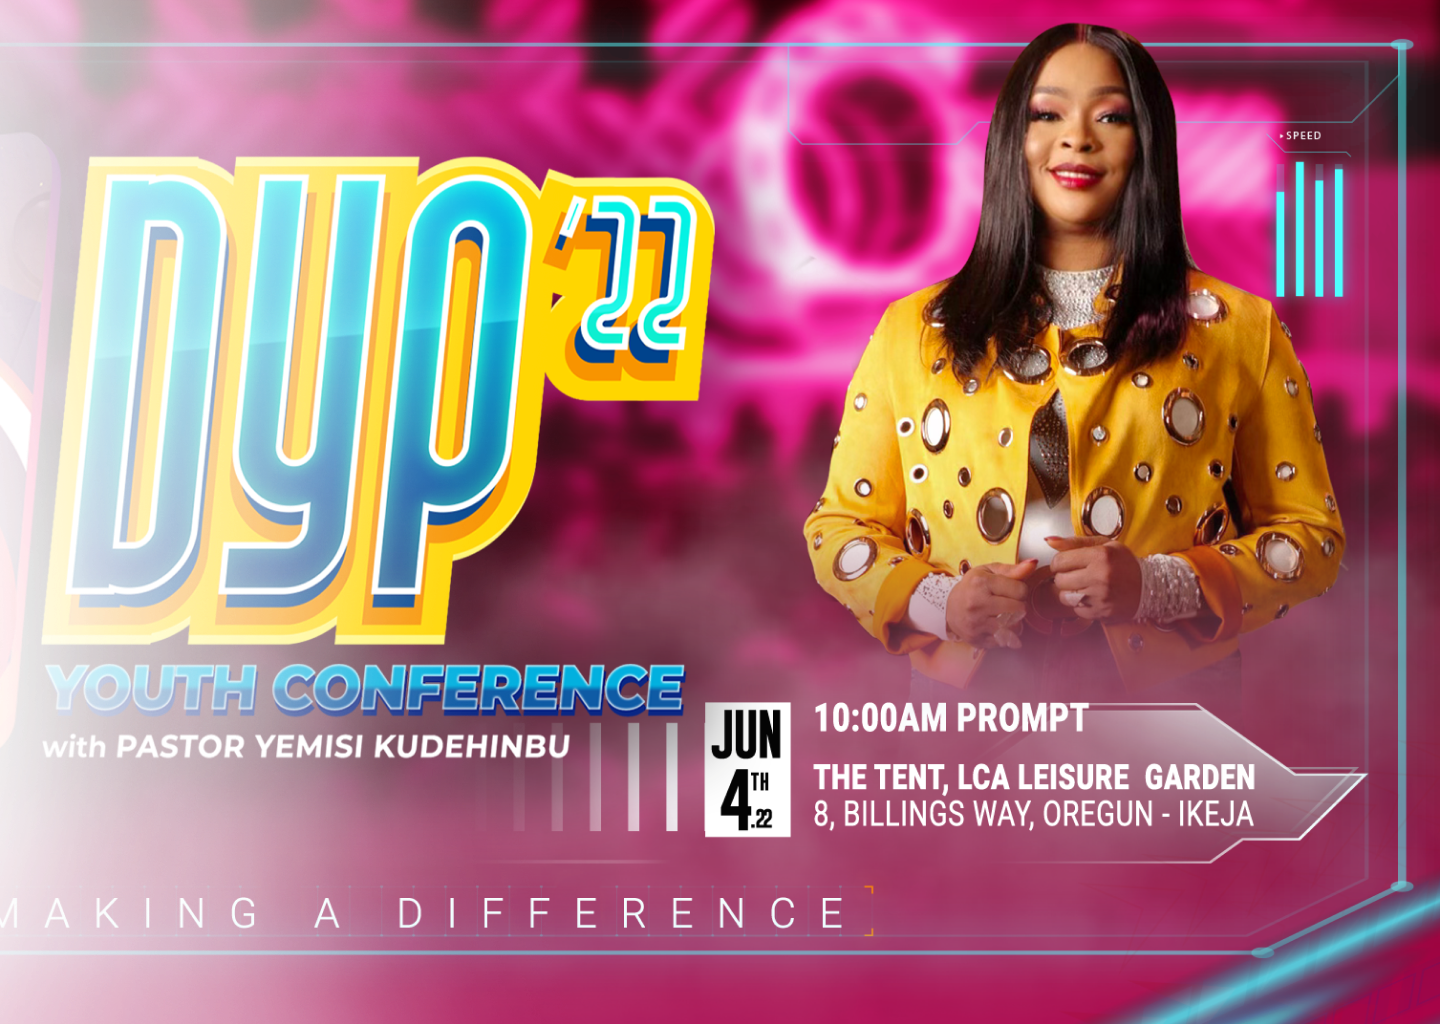 DYP '22
YOUTH CONFERENCE
with PASTOR YEMISI KUDEHINBU
JUN
4TH
.22
10:00AM PROMPT
THE TENT, LCA LEISURE GARDEN
8, BILLINGS WAY, OREGUN - IKEJA
MAKING A DIFFERENCE
SPEED